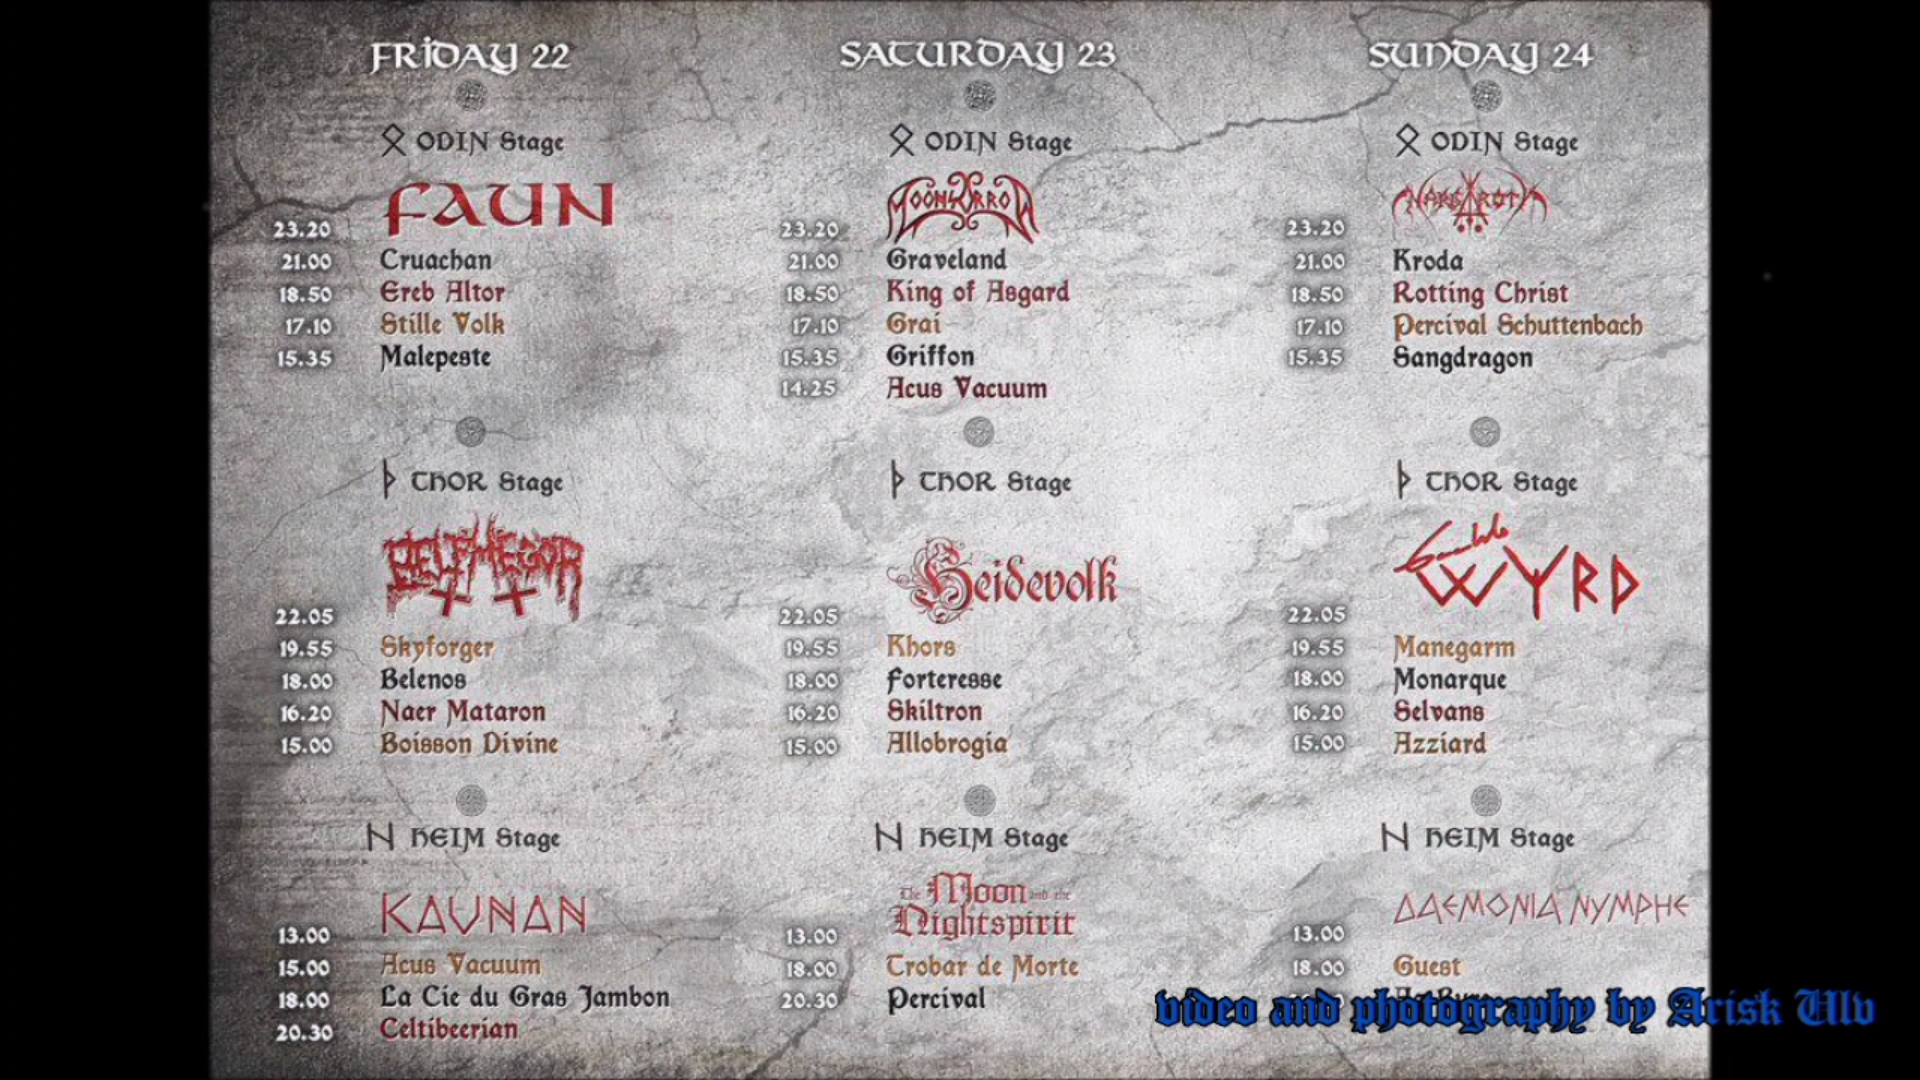 FRIDAY 22
ODIN Stage
23.20 FAUN
21.00 Cruachan
18.50 Ereb Altor
17.10 Stille Volk
15.35 Malepeste
THOR Stage
22.05 BELPHEGOR
19.55 Skyforger
18.00 Belenos
16.20 Naer Mataron
15.00 Boisson Divine
HEIM Stage
13.00 KAUNAN
15.00 Acus Vacuum
18.00 La Cie du Gras Jambon
20.30 Celtibeerian
SATURDAY 23
ODIN Stage
23.20 MOONSORROW
21.00 Graveland
18.50 King of Asgard
17.10 Grai
15.35 Griffon
14.25 Acus Vacuum
THOR Stage
22.05 Heidevolk
19.55 Khors
18.00 Forteresse
16.20 Skiltron
15.00 Allobrogia
HEIM Stage
13.00 The Moon and the
Nightspirit
18.00 Trobar de Morte
20.30 Percival
SUNDAY 24
ODIN Stage
23.20 NARGAROTH
21.00 Kroda
18.50 Rotting Christ
17.10 Percival Schuttenbach
15.35 Sangdragon
THOR Stage
22.05 WYRD
19.55 Manegarm
18.00 Monarque
16.20 Selvans
15.00 Azziard
HEIM Stage
13.00 DAEMONIA NYMPHE
18.00 Guest
video and photography by Arisk Ulv